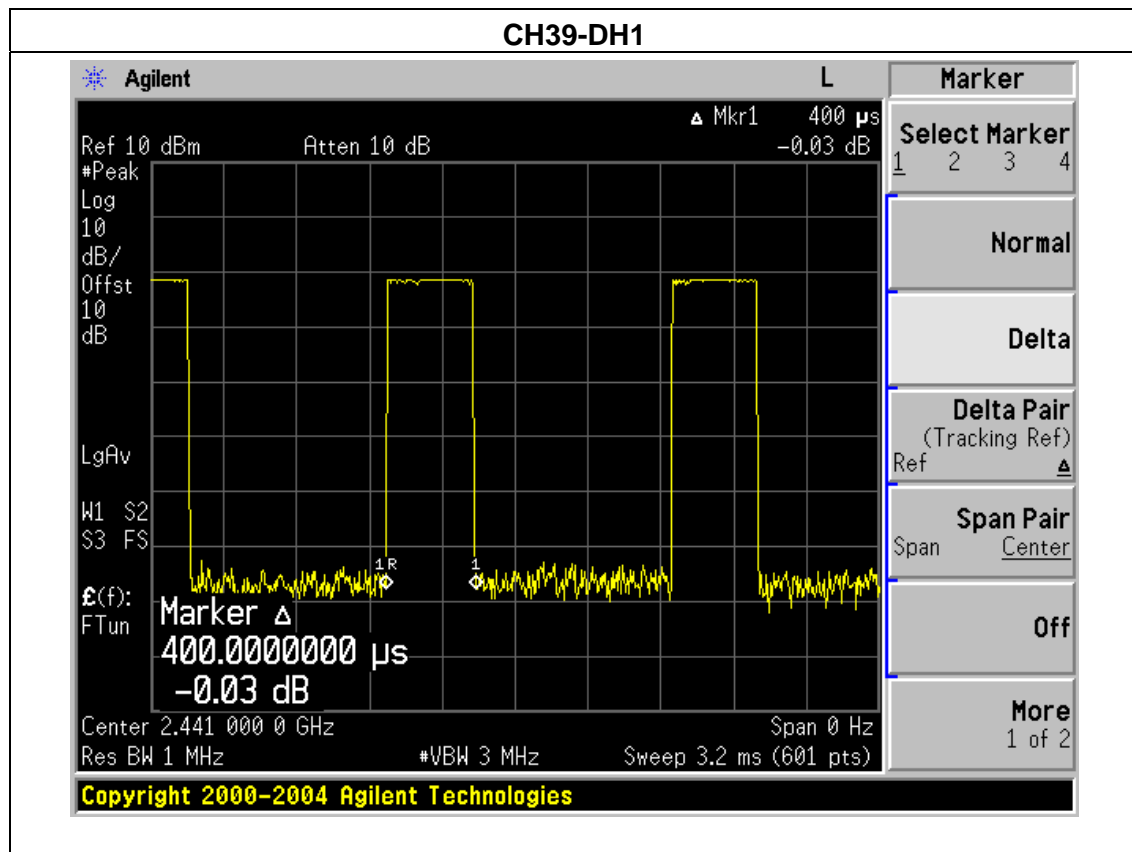 CH39-DH1
Agilent L Marker
Δ Mkr1 400 µs
Ref 10 dBm Atten 10 dB -0.03 dB
#Peak
Log
10
dB/
Offst
10
dB
LgAv
W1 S2
S3 FS
£(f):
FTun
1R 1
Marker Δ
400.0000000 µs
-0.03 dB
Center 2.441 000 0 GHz Span 0 Hz
Res BW 1 MHz #VBW 3 MHz Sweep 3.2 ms (601 pts)
Select Marker
1 2 3 4
Normal
Delta
Delta Pair
(Tracking Ref)
Ref Δ
Span Pair
Span Center
Off
More
1 of 2
Copyright 2000-2004 Agilent Technologies